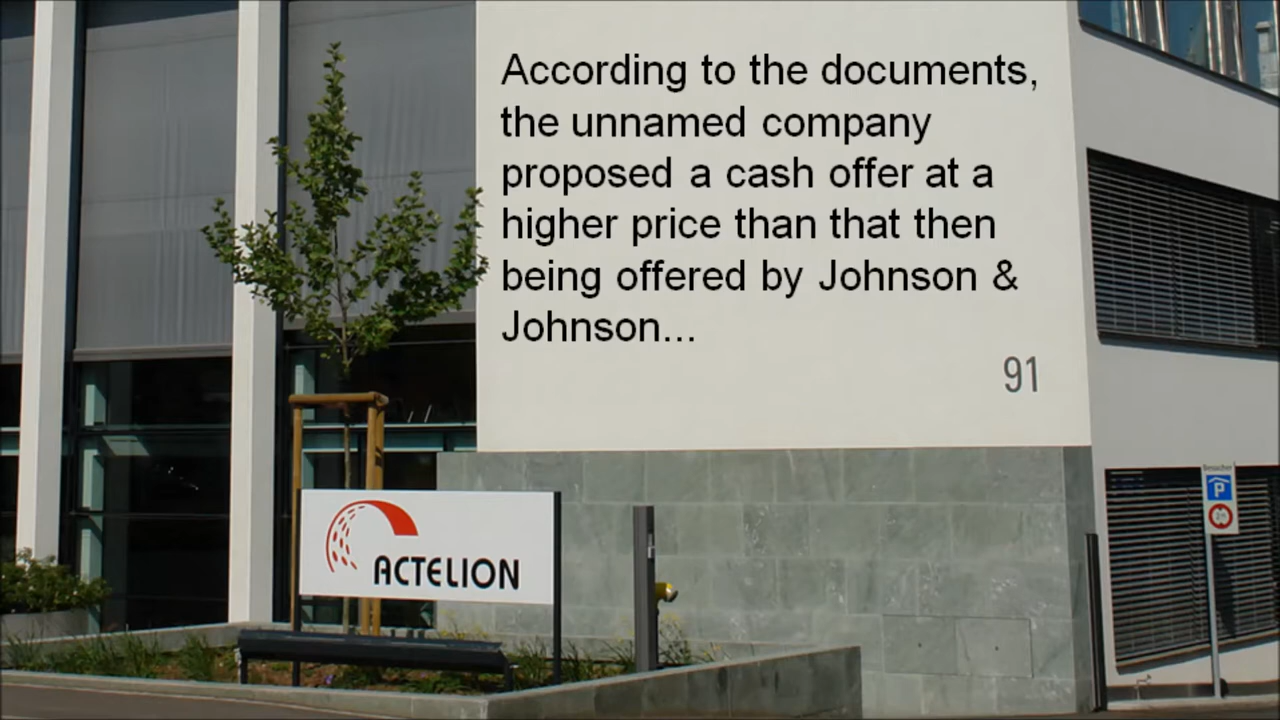 According to the documents,
the unnamed company
proposed a cash offer at a
higher price than that then
being offered by Johnson &
Johnson...
91
ACTELION
Besucher
P